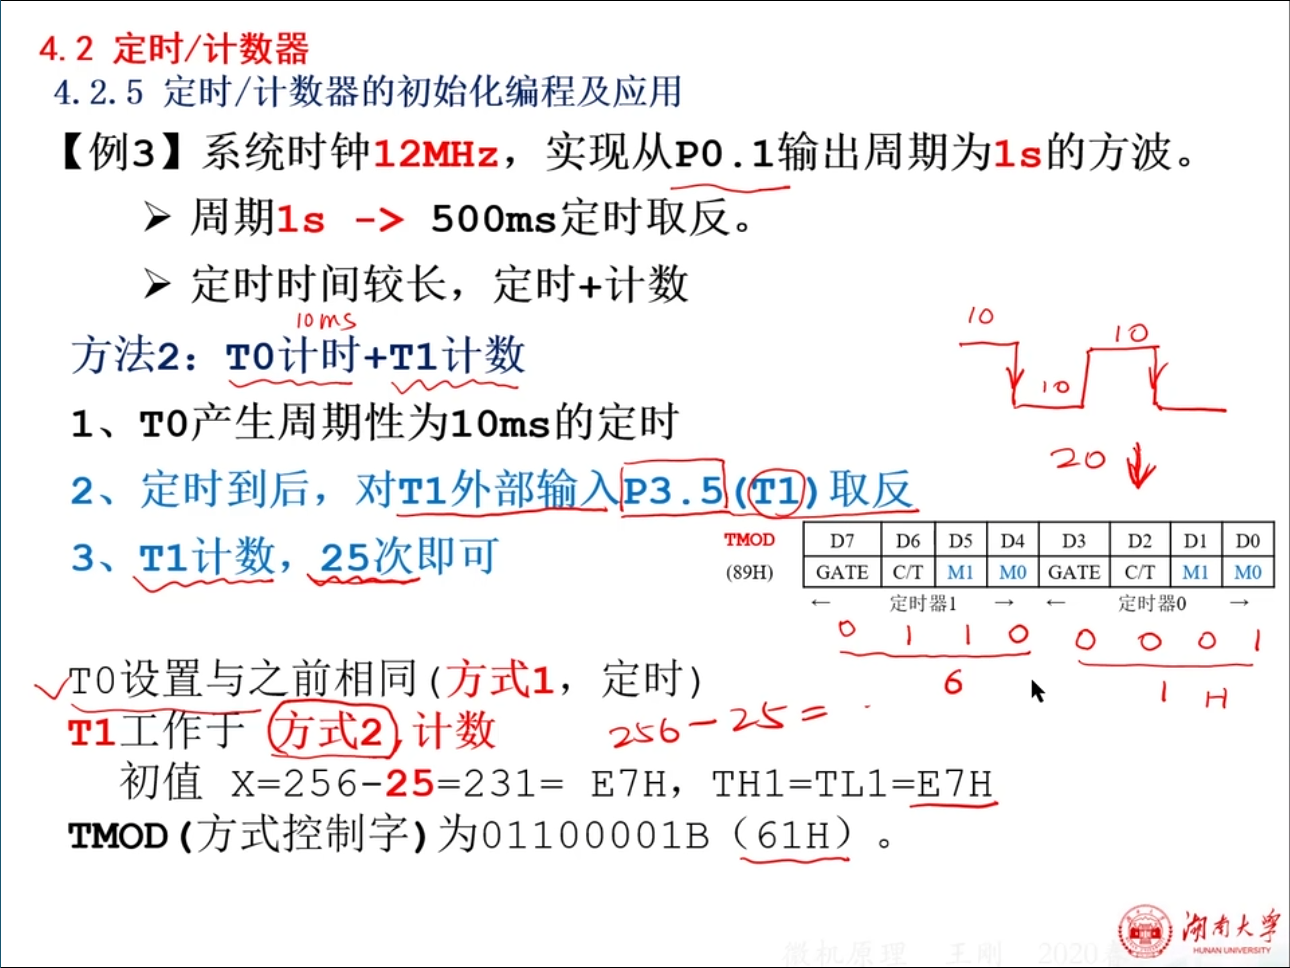 4.2 定时/计数器
4.2.5 定时/计数器的初始化编程及应用
【例3】系统时钟12MHz，实现从P0.1输出周期为1s的方波。
➢ 周期1s -> 500ms定时取反。
➢ 定时时间较长，定时+计数
10ms
方法2：T0计时+T1计数
10
10
10
1、T0产生周期性为10ms的定时
20
2、定时到后，对T1外部输入P3.5(T1)取反
3、T1计数，25次即可
TMOD D7 D6 D5 D4 D3 D2 D1 D0
(89H) GATE C/T M1 M0 GATE C/T M1 M0
← 定时器1 → ← 定时器0 →
0 1 1 0 0 0 0 1
6 1 H
T0设置与之前相同(方式1，定时)
T1工作于 方式2,计数
256-25=
初值 X=256-25=231= E7H，TH1=TL1=E7H
TMOD(方式控制字)为01100001B（61H）。
湖南大学
HUNAN UNIVERSITY
微机原理 王刚 2020春